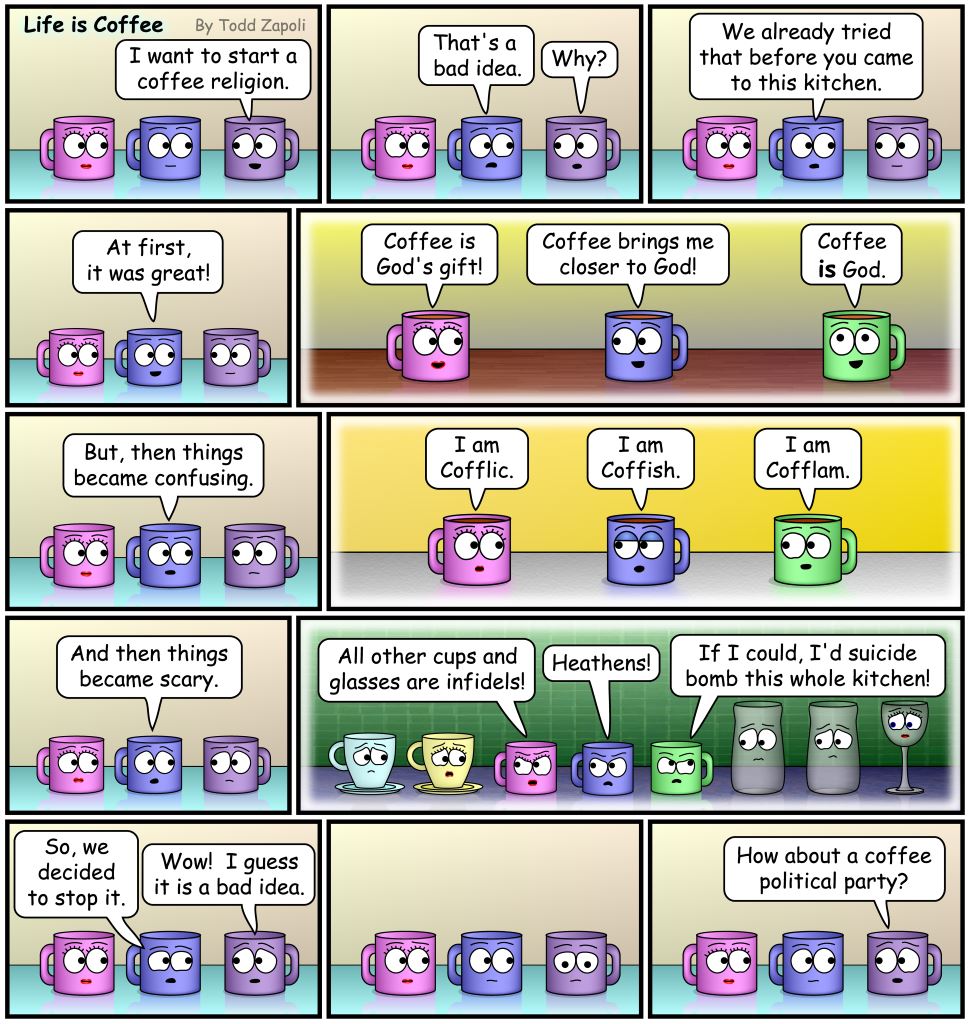 Life is Coffee
By Todd Zapoli
I want to start a
coffee religion.
That's a
bad idea.
Why?
We already tried
that before you came
to this kitchen.
At first,
it was great!
Coffee is
God's gift!
Coffee brings me
closer to God!
Coffee
is God.
But, then things
became confusing.
I am
Cofflic.
I am
Coffish.
I am
Cofflam.
And then things
became scary.
All other cups and
glasses are infidels!
Heathens!
If I could, I'd suicide
bomb this whole kitchen!
So, we
decided
to stop it.
Wow! I guess
it is a bad idea.
How about a coffee
political party?